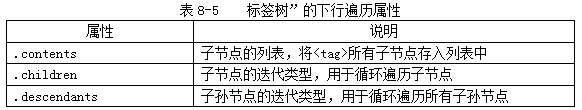 表8-5 标签树”的下行遍历属性
属性 说明
.contents 子节点的列表，将<tag>所有子节点存入列表中
.children 子节点的迭代类型，用于循环遍历子节点
.descendants 子孙节点的迭代类型，用于循环遍历所有子孙节点